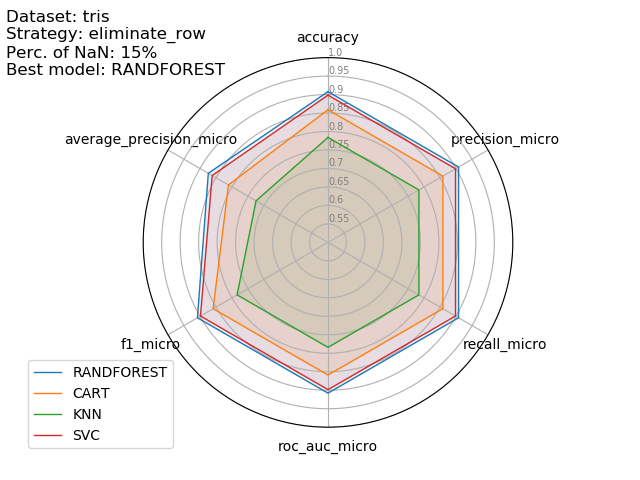 Dataset: tris
Strategy: eliminate_row
Perc. of NaN: 15%
Best model: RANDFOREST
accuracy
1.0
0.95
0.9
0.85
0.8
0.75
0.7
0.65
0.6
0.55
average_precision_micro
precision_micro
f1_micro
recall_micro
roc_auc_micro
RANDFOREST
CART
KNN
SVC